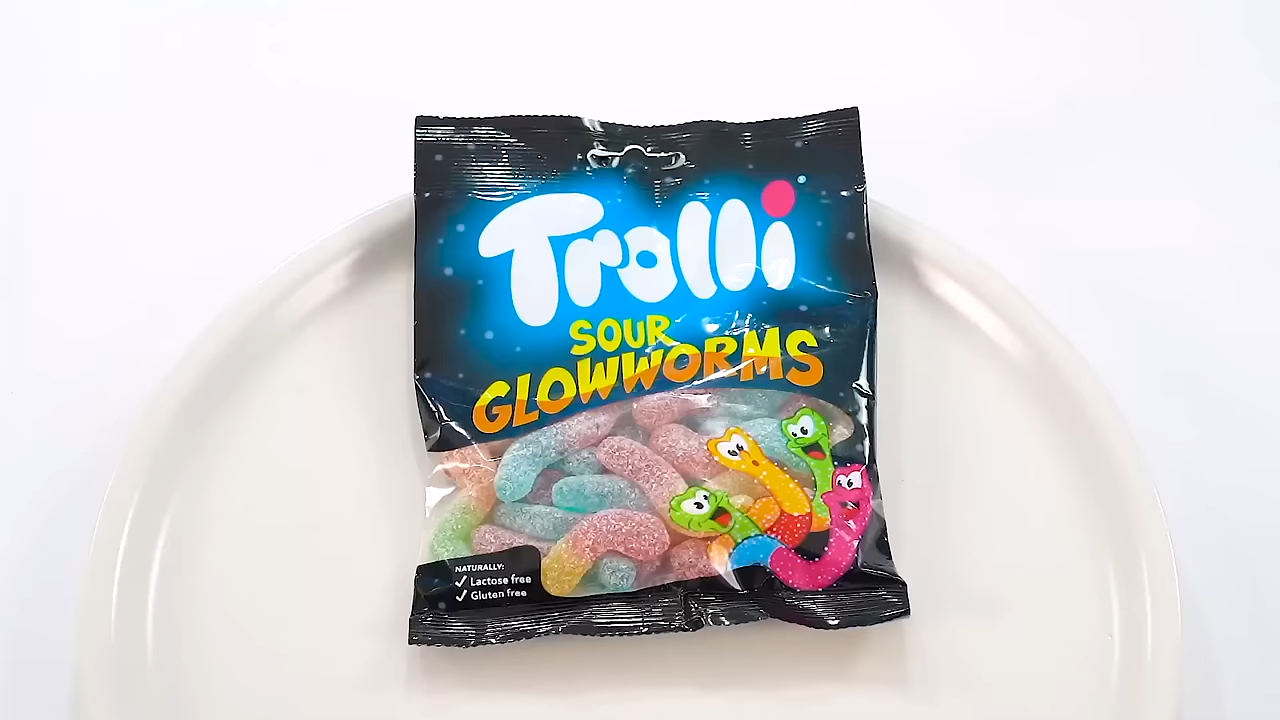 Trolli
SOUR
GLOWWORMS
NATURALLY:
✓ Lactose free
✓ Gluten free